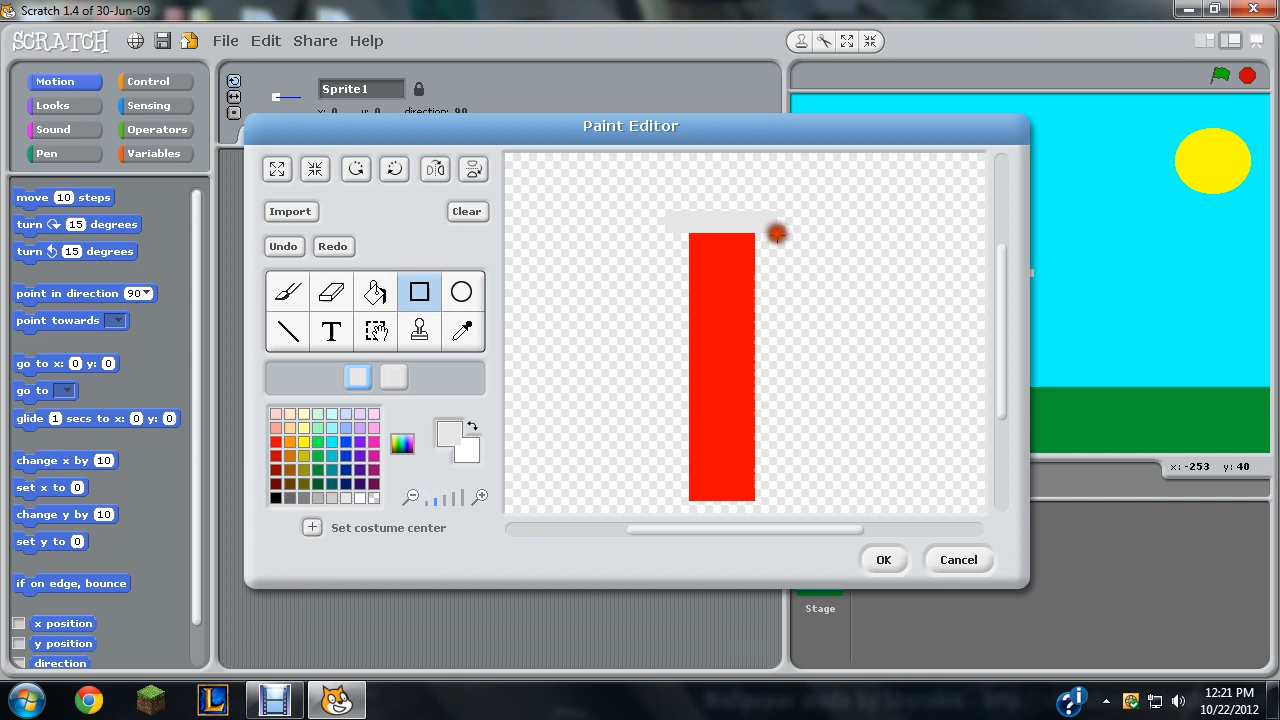 Scratch 1.4 of 30-Jun-09
SCRATCH File Edit Share Help
Motion Control
Looks Sensing
Sound Operators
Pen Variables
Sprite1
x: 0 y: 0 direction: 90
Paint Editor
Import Clear
Undo Redo
T
Set costume center
OK Cancel
move 10 steps
turn 15 degrees
turn 15 degrees
point in direction 90
point towards
go to x: 0 y: 0
go to
glide 1 secs to x: 0 y: 0
change x by 10
set x to 0
change y by 10
set y to 0
if on edge, bounce
x position
y position
direction
x: -253 y: 40
Stage
L
12:21 PM
10/22/2012